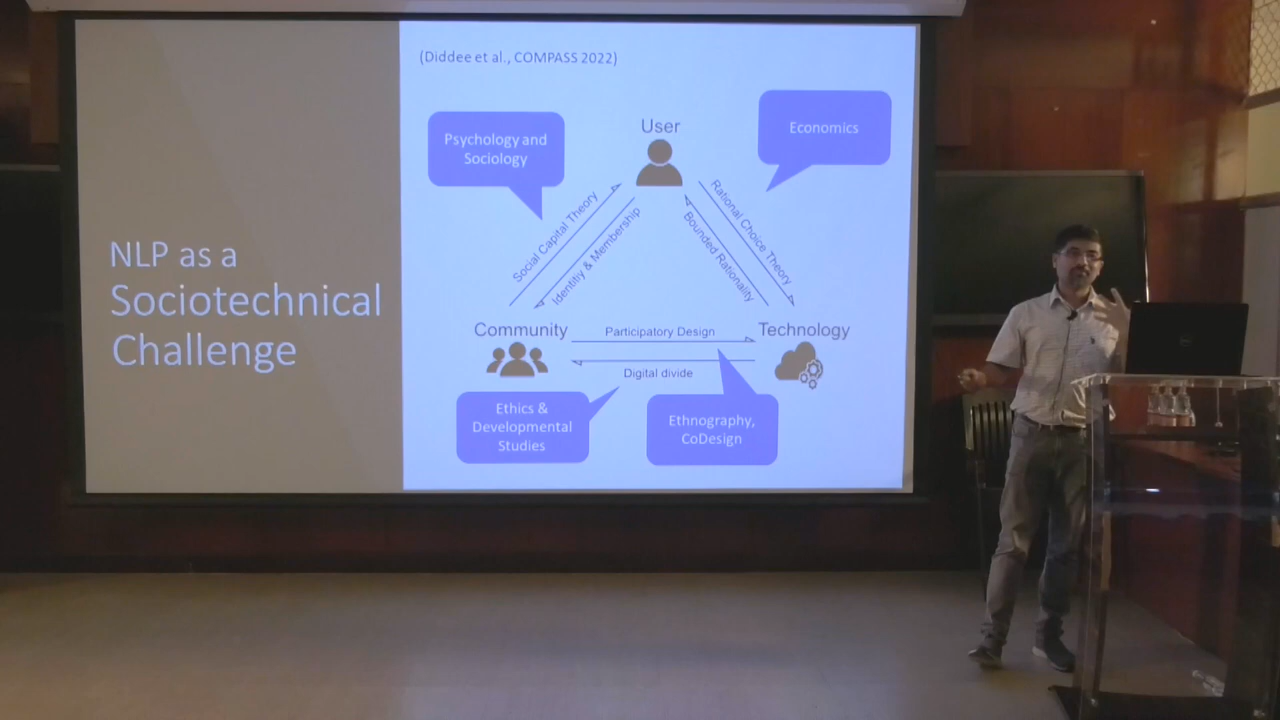 NLP as a
Sociotechnical
Challenge
(Diddee et al., COMPASS 2022)
Psychology and
Sociology
User
Economics
Social Capital Theory
Identity & Membership
Rational Choice Theory
Bounded Rationality
Community
Participatory Design
Technology
Digital divide
Ethics &
Developmental
Studies
Ethnography,
CoDesign